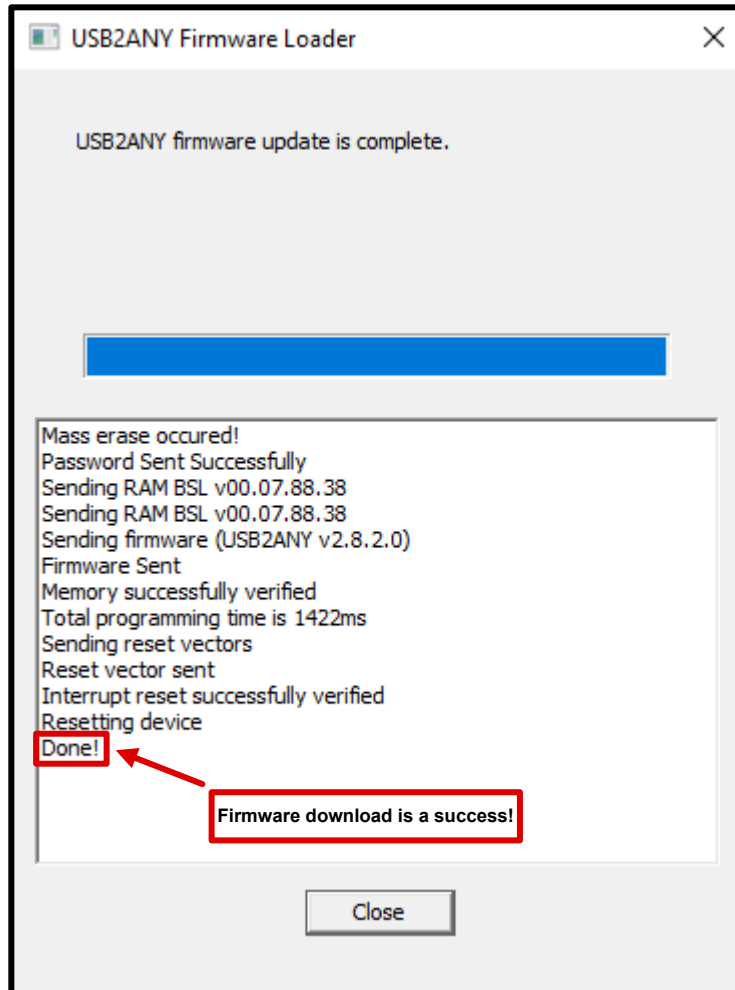 USB2ANY Firmware Loader
USB2ANY firmware update is complete.
Mass erase occured!
Password Sent Successfully
Sending RAM BSL v00.07.88.38
Sending RAM BSL v00.07.88.38
Sending firmware (USB2ANY v2.8.2.0)
Firmware Sent
Memory successfully verified
Total programming time is 1422ms
Sending reset vectors
Reset vector sent
Interrupt reset successfully verified
Resetting device
Done!
Firmware download is a success!
Close